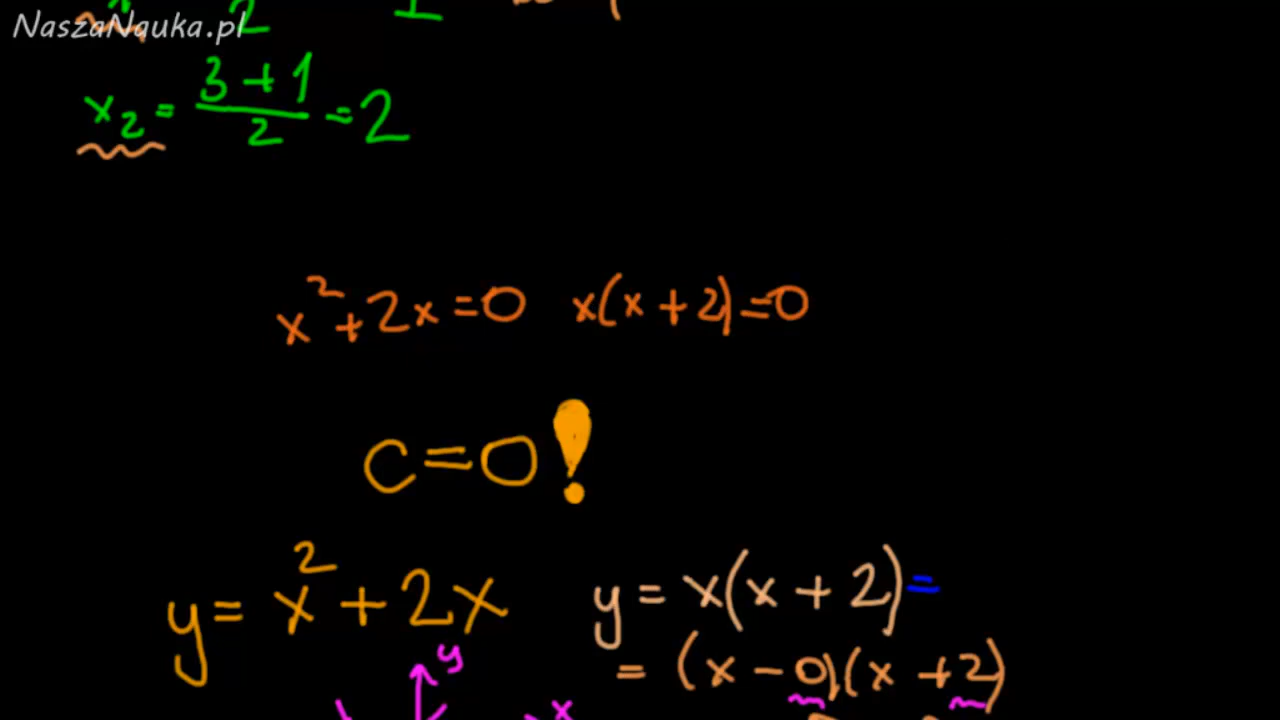 NaszaNauka.pl
x₂ = (3 + 1)/2 = 2
x² + 2x = 0   x(x + 2) = 0
C = 0!
y = x² + 2x   y = x(x + 2) =
= (x - 0)(x + 2)
y
x